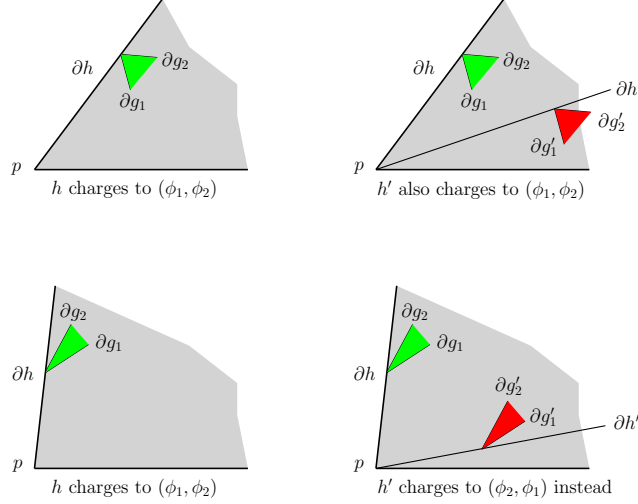 ∂h
∂g₂
∂g₁
p
h charges to (ϕ₁, ϕ₂)
∂h
∂g₂
∂g₁
∂h
∂g′₂
∂g′₁
p
h′ also charges to (ϕ₁, ϕ₂)
∂g₂
∂g₁
∂h
p
h charges to (ϕ₁, ϕ₂)
∂g₂
∂g₁
∂h
∂g′₂
∂g′₁
∂h′
p
h′ charges to (ϕ₂, ϕ₁) instead